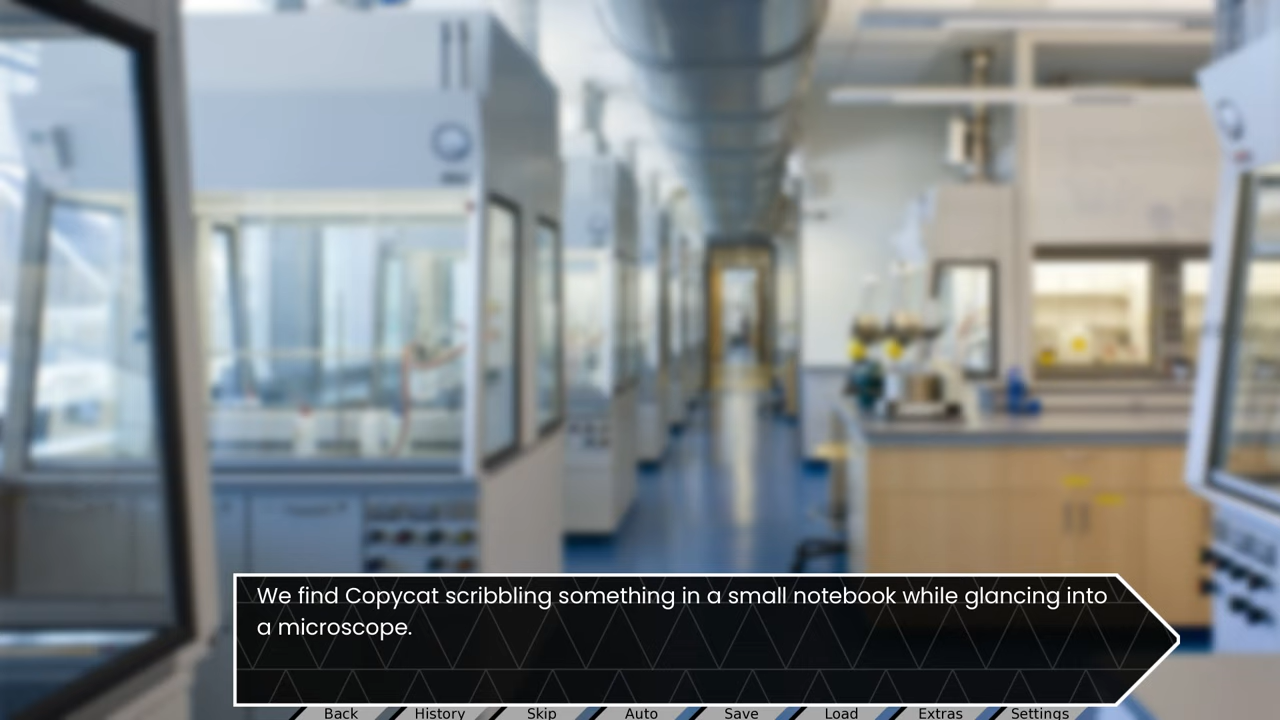 We find Copycat scribbling something in a small notebook while glancing into
a microscope.
Back History Skip Auto Save Load Extras Settings